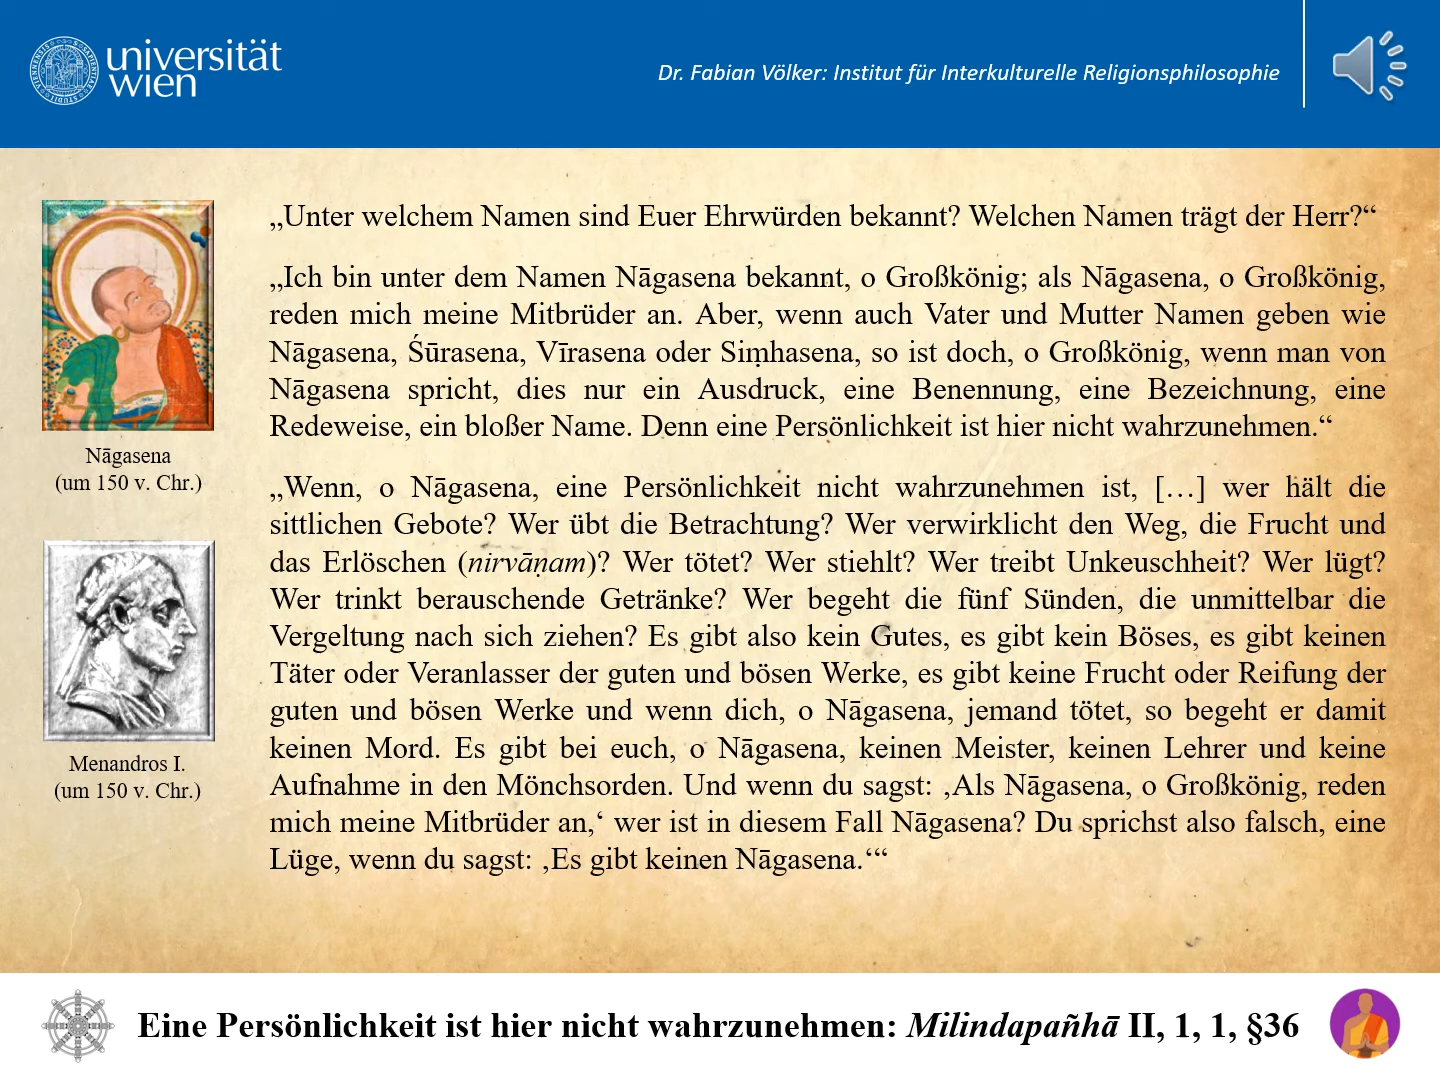 universität
wien
Dr. Fabian Völker: Institut für Interkulturelle Religionsphilosophie
„Unter welchem Namen sind Euer Ehrwürden bekannt? Welchen Namen trägt der Herr?“
„Ich bin unter dem Namen Nāgasena bekannt, o Großkönig; als Nāgasena, o Großkönig,
reden mich meine Mitbrüder an. Aber, wenn auch Vater und Mutter Namen geben wie
Nāgasena, Śūrasena, Vīrasena oder Siṃhasena, so ist doch, o Großkönig, wenn man von
Nāgasena spricht, dies nur ein Ausdruck, eine Benennung, eine Bezeichnung, eine
Redeweise, ein bloßer Name. Denn eine Persönlichkeit ist hier nicht wahrzunehmen.“
Nāgasena
(um 150 v. Chr.)
„Wenn, o Nāgasena, eine Persönlichkeit nicht wahrzunehmen ist, […] wer hält die
sittlichen Gebote? Wer übt die Betrachtung? Wer verwirklicht den Weg, die Frucht und
das Erlöschen (nirvāṇam)? Wer tötet? Wer stiehlt? Wer treibt Unkeuschheit? Wer lügt?
Wer trinkt berauschende Getränke? Wer begeht die fünf Sünden, die unmittelbar die
Vergeltung nach sich ziehen? Es gibt also kein Gutes, es gibt kein Böses, es gibt keinen
Täter oder Veranlasser der guten und bösen Werke, es gibt keine Frucht oder Reifung der
guten und bösen Werke und wenn dich, o Nāgasena, jemand tötet, so begeht er damit
keinen Mord. Es gibt bei euch, o Nāgasena, keinen Meister, keinen Lehrer und keine
Aufnahme in den Mönchsorden. Und wenn du sagst: ‚Als Nāgasena, o Großkönig, reden
mich meine Mitbrüder an,‘ wer ist in diesem Fall Nāgasena? Du sprichst also falsch, eine
Lüge, wenn du sagst: ‚Es gibt keinen Nāgasena.‘“
Menandros I.
(um 150 v. Chr.)
Eine Persönlichkeit ist hier nicht wahrzunehmen: Milindapañhā II, 1, 1, §36